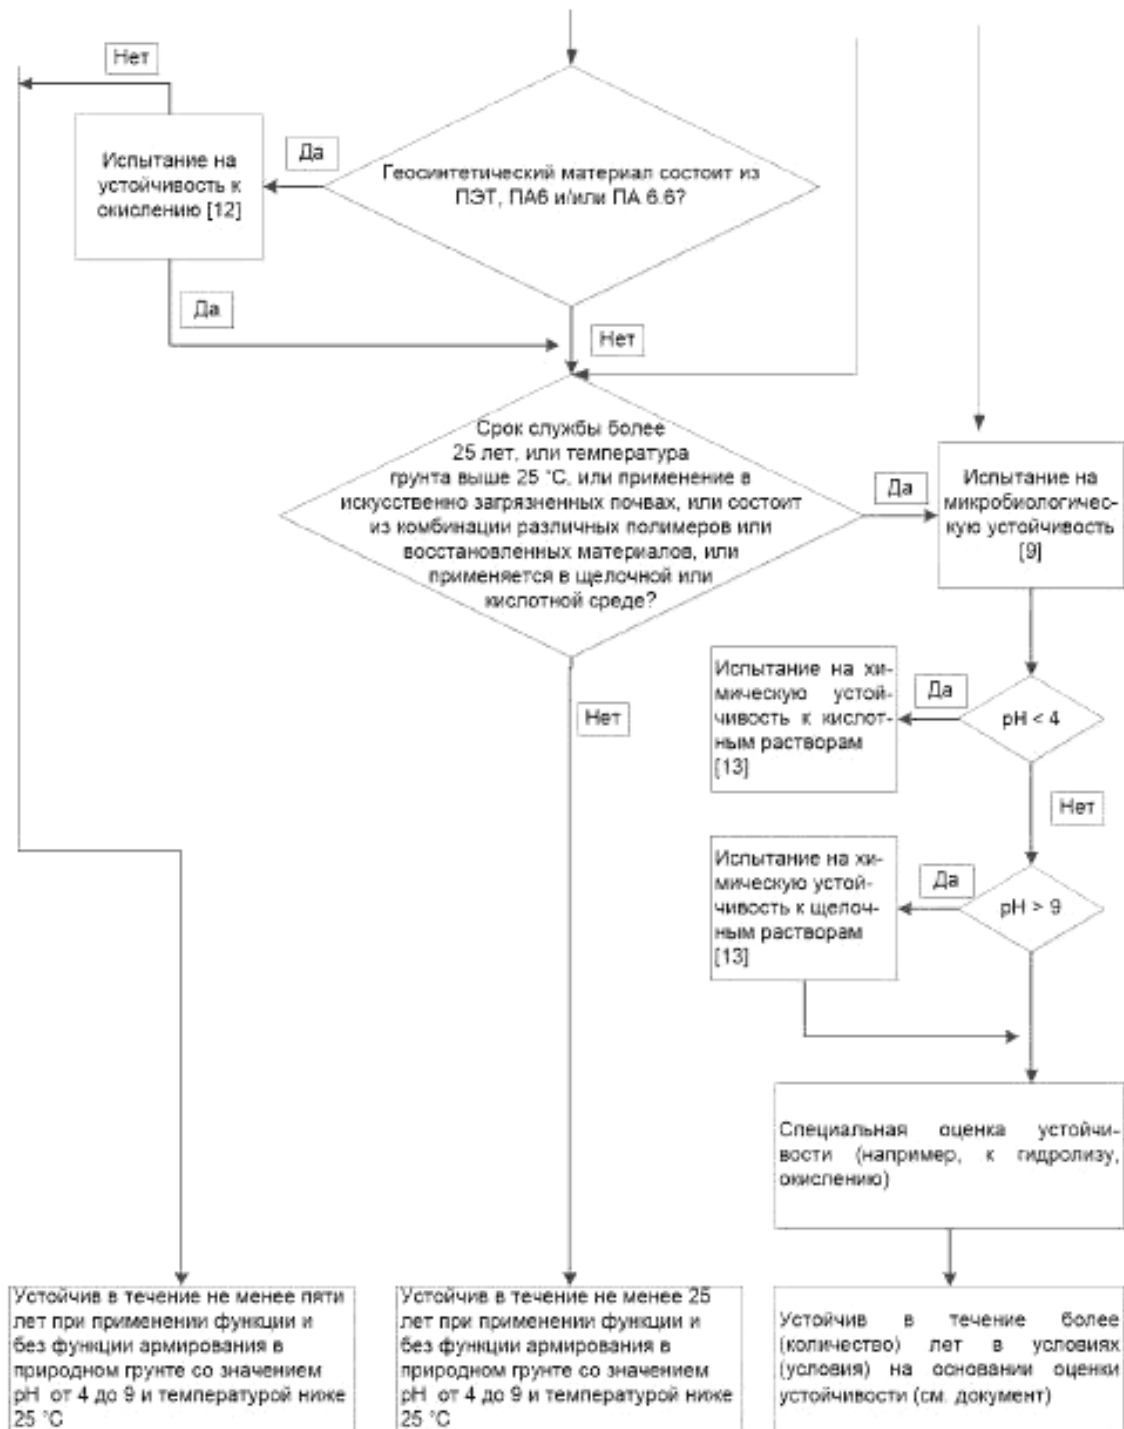 Нет
Испытание на
устойчивость к
окислению [12]
Да
Геосинтетический материал состоит из
ПЭТ, ПА6 и/или ПА 6.6?
Да
Нет
Срок службы более
25 лет, или температура
грунта выше 25 °С, или применение в
искусственно загрязненных почвах, или состоит
из комбинации различных полимеров или
восстановленных материалов, или
применяется в щелочной или
кислотной среде?
Да
Испытание на
микробиологичес-
кую устойчивость
[9]
Нет
Испытание на хи-
мическую устой-
чивость к кислот-
ным растворам
[13]
Да
pH < 4
Нет
Испытание на хи-
мическую устой-
чивость к щелоч-
ным растворам
[13]
Да
pH > 9
Специальная оценка устойчи-
вости (например, к гидролизу,
окислению)
Устойчив в течение не менее пяти
лет при применении функции и
без функции армирования в
природном грунте со значением
pH от 4 до 9 и температурой ниже
25 °С
Устойчив в течение не менее 25
лет при применении функции и
без функции армирования в
природном грунте со значением
pH от 4 до 9 и температурой ниже
25 °С
Устойчив в течение более
(количество) лет в условиях
(условия) на основании оценки
устойчивости (см. документ)